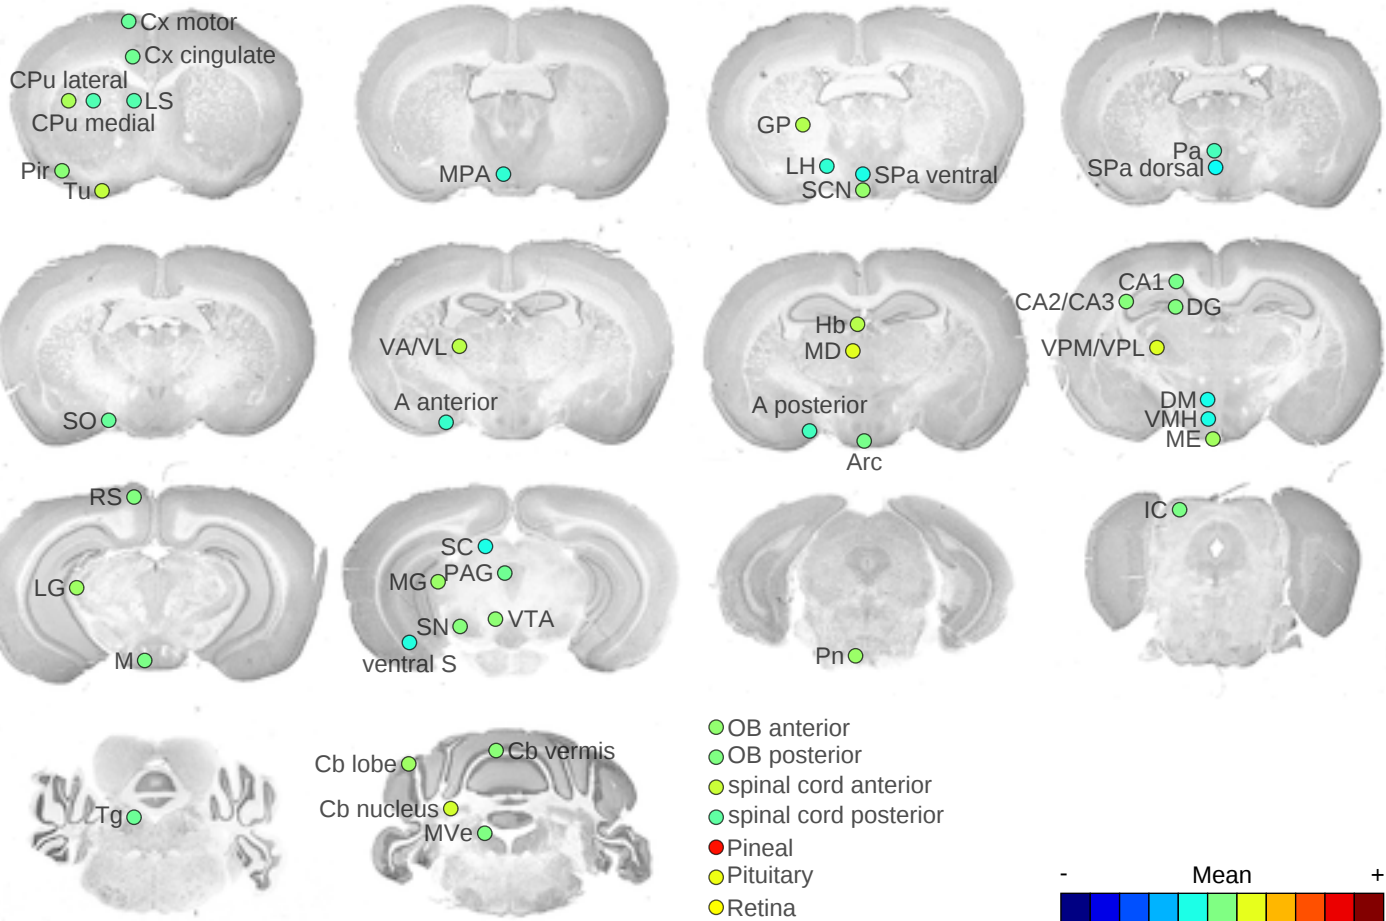 Cx motor
Cx cingulate
CPu lateral
LS
CPu medial
Pir
Tu
MPA
GP
LH
SPa ventral
SCN
Pa
SPa dorsal
SO
VA/VL
A anterior
Hb
MD
A posterior
Arc
CA1
CA2/CA3
DG
VPM/VPL
DM
VMH
ME
RS
LG
M
SC
PAG
MG
VTA
SN
ventral S
Pn
IC
Tg
Cb vermis
Cb lobe
Cb nucleus
MVe
OB anterior
OB posterior
spinal cord anterior
spinal cord posterior
Pineal
Pituitary
Retina
- Mean +